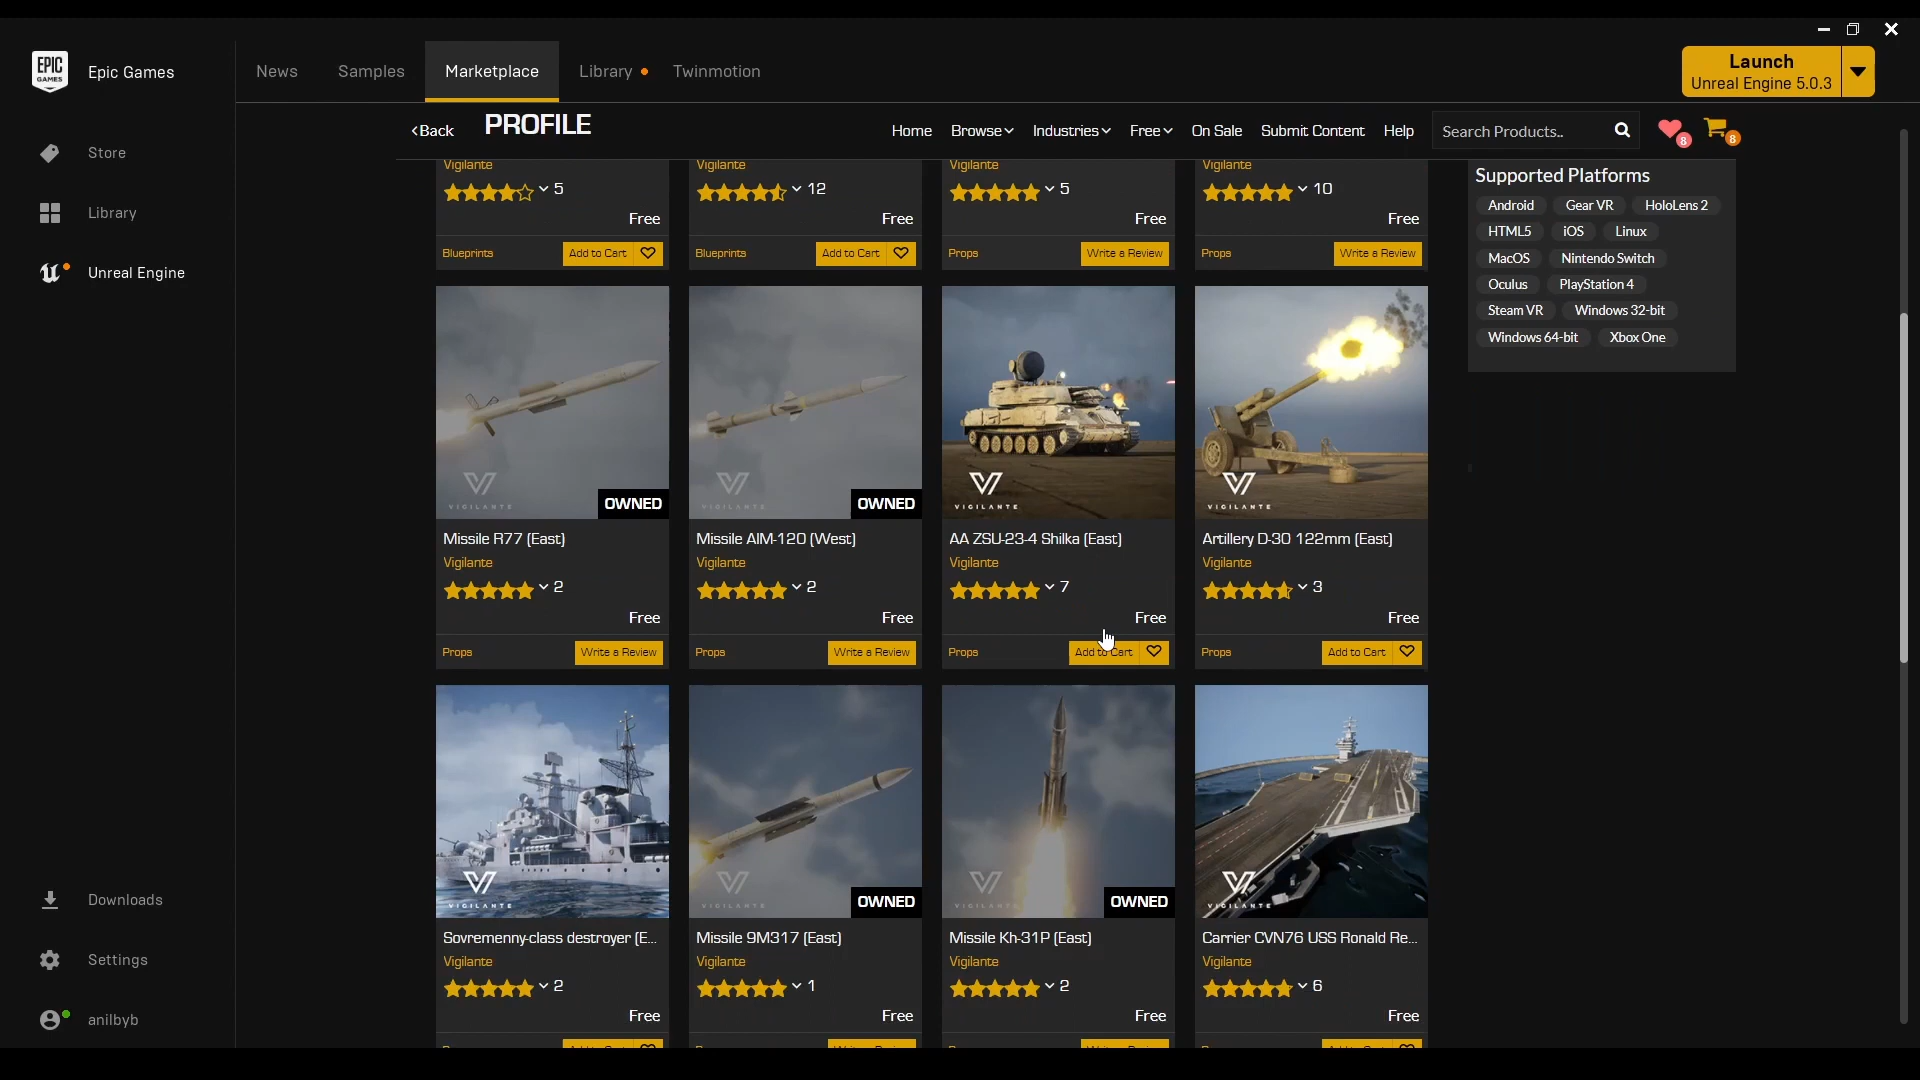 EPIC
GAMES
Epic Games
News
Samples
Marketplace
Library
Twinmotion
Launch
Unreal Engine 5.0.3
Store
Library
Unreal Engine
Downloads
Settings
anilbyb
Back
PROFILE
Home
Browse
Industries
Free
On Sale
Submit Content
Help
Search Products..
8
8
Vigilante
5
Free
Blueprints
Add to Cart
Vigilante
12
Free
Blueprints
Add to Cart
Vigilante
5
Free
Props
Write a Review
Vigilante
10
Free
Props
Write a Review
VIGILANTE
OWNED
Missile R77 (East)
Vigilante
2
Free
Props
Write a Review
VIGILANTE
OWNED
Missile AIM-120 (West)
Vigilante
2
Free
Props
Write a Review
VIGILANTE
AA ZSU-23-4 Shilka (East)
Vigilante
7
Free
Props
Add to Cart
VIGILANTE
Artillery D-30 122mm (East)
Vigilante
3
Free
Props
Add to Cart
VIGILANTE
Sovremenny-class destroyer (E...
Vigilante
2
Free
VIGILANTE
OWNED
Missile 9M317 (East)
Vigilante
1
Free
VIGILANTE
OWNED
Missile Kh-31P (East)
Vigilante
2
Free
VIGILANTE
Carrier CVN76 USS Ronald Re...
Vigilante
6
Free
Supported Platforms
Android Gear VR HoloLens 2
HTML5 iOS Linux
MacOS Nintendo Switch
Oculus PlayStation 4
Steam VR Windows 32-bit
Windows 64-bit Xbox One